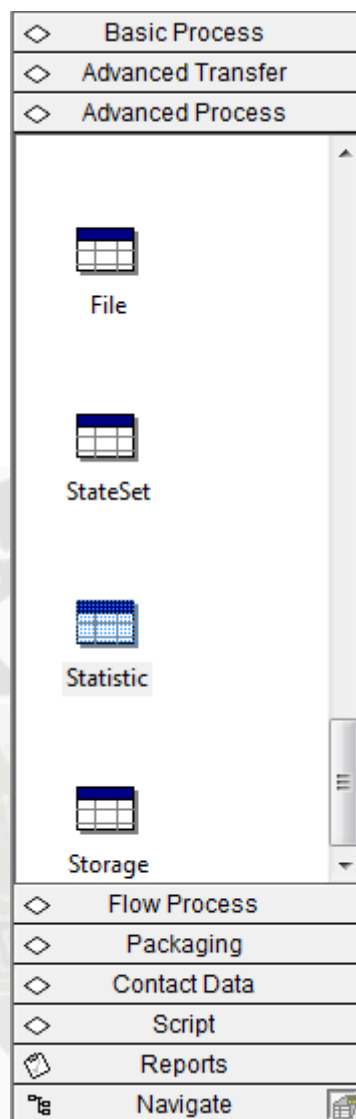 Basic Process
Advanced Transfer
Advanced Process
File
StateSet
Statistic
Storage
Flow Process
Packaging
Contact Data
Script
Reports
Navigate